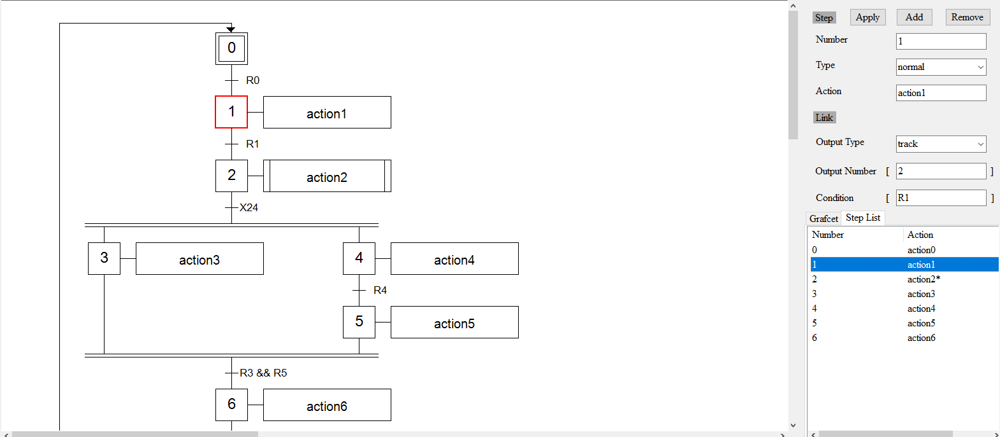 0
R0
1
action1
R1
2
action2
X24
3
action3
4
action4
R4
5
action5
R3 && R5
6
action6
Step Apply Add Remove
Number 1
Type normal
Action action1
Link
Output Type track
Output Number [ 2 ]
Condition [ R1 ]
Grafcet Step List
Number Action
0 action0
1 action1
2 action2*
3 action3
4 action4
5 action5
6 action6